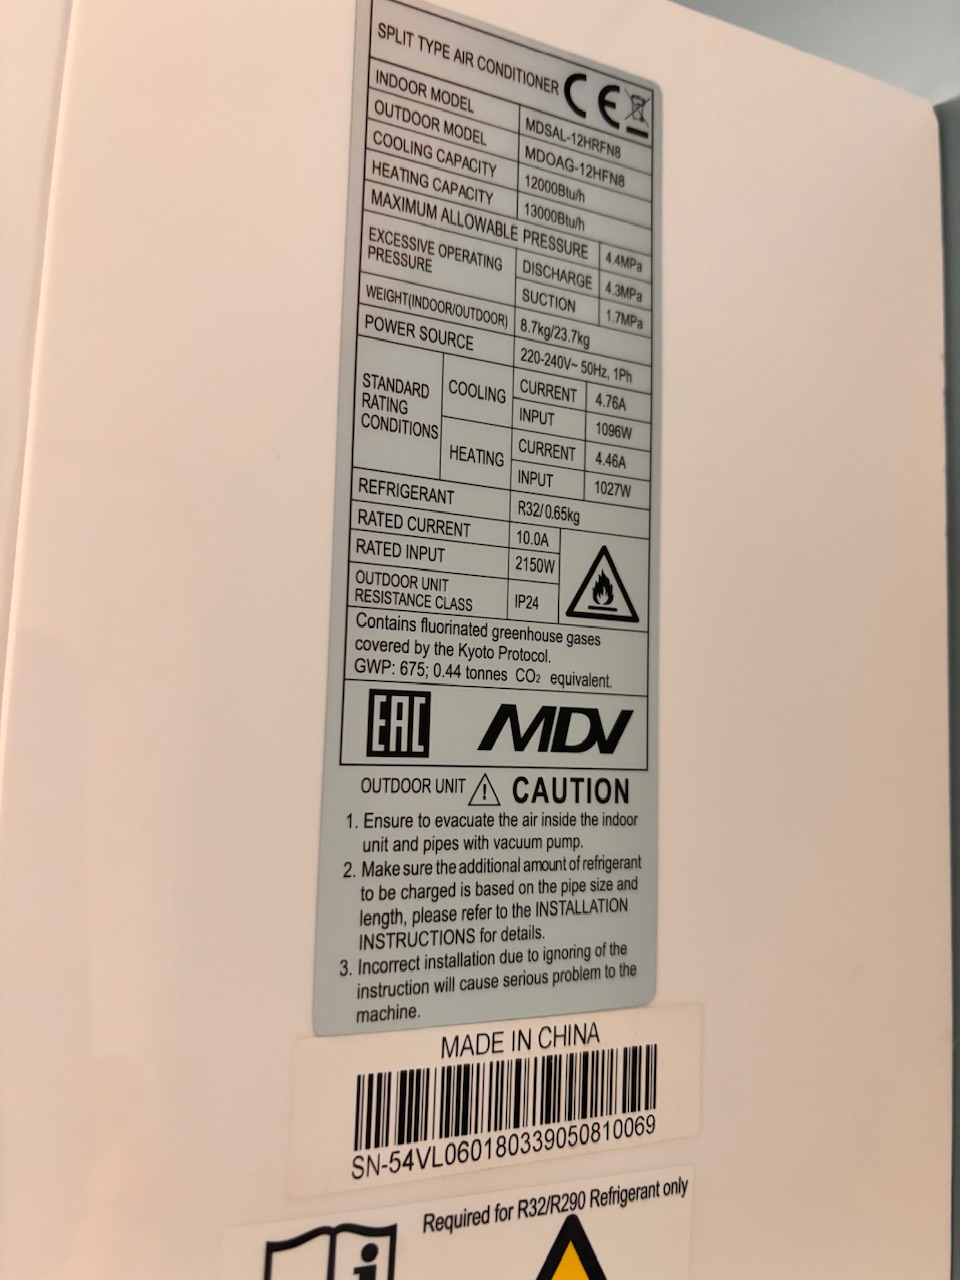 SPLIT TYPE AIR CONDITIONER CE
INDOOR MODEL MDSAL-12HRFN8
OUTDOOR MODEL MDOAG-12HFN8
COOLING CAPACITY 12000Btu/h
HEATING CAPACITY 13000Btu/h
MAXIMUM ALLOWABLE PRESSURE 4.4MPa
EXCESSIVE OPERATING PRESSURE DISCHARGE 4.3MPa
SUCTION 1.7MPa
WEIGHT(INDOOR/OUTDOOR) 8.7kg/23.7kg
POWER SOURCE 220-240V~ 50Hz, 1Ph
STANDARD RATING CONDITIONS COOLING CURRENT 4.76A
INPUT 1096W
HEATING CURRENT 4.46A
INPUT 1027W
REFRIGERANT R32/0.65kg
RATED CURRENT 10.0A
RATED INPUT 2150W
OUTDOOR UNIT
RESISTANCE CLASS IP24
Contains fluorinated greenhouse gases
covered by the Kyoto Protocol.
GWP: 675; 0.44 tonnes CO₂ equivalent.
EAC MDV
OUTDOOR UNIT ! CAUTION
1. Ensure to evacuate the air inside the indoor
unit and pipes with vacuum pump.
2. Make sure the additional amount of refrigerant
to be charged is based on the pipe size and
length, please refer to the INSTALLATION
INSTRUCTIONS for details.
3. Incorrect installation due to ignoring of the
instruction will cause serious problem to the
machine.
MADE IN CHINA
SN-54VL060180339050810069
Required for R32/R290 Refrigerant only
i